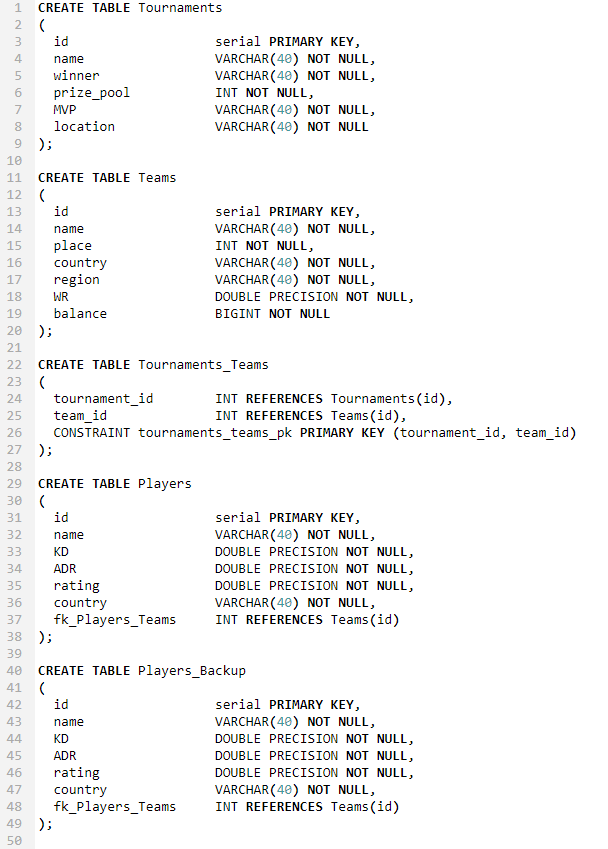 1 CREATE TABLE Tournaments
2 (
3   id                   serial PRIMARY KEY,
4   name                 VARCHAR(40) NOT NULL,
5   winner               VARCHAR(40) NOT NULL,
6   prize_pool           INT NOT NULL,
7   MVP                  VARCHAR(40) NOT NULL,
8   location             VARCHAR(40) NOT NULL
9 );
10
11 CREATE TABLE Teams
12 (
13   id                   serial PRIMARY KEY,
14   name                 VARCHAR(40) NOT NULL,
15   place                INT NOT NULL,
16   country              VARCHAR(40) NOT NULL,
17   region               VARCHAR(40) NOT NULL,
18   WR                   DOUBLE PRECISION NOT NULL,
19   balance              BIGINT NOT NULL
20 );
21
22 CREATE TABLE Tournaments_Teams
23 (
24   tournament_id        INT REFERENCES Tournaments(id),
25   team_id              INT REFERENCES Teams(id),
26   CONSTRAINT tournaments_teams_pk PRIMARY KEY (tournament_id, team_id)
27 );
28
29 CREATE TABLE Players
30 (
31   id                   serial PRIMARY KEY,
32   name                 VARCHAR(40) NOT NULL,
33   KD                   DOUBLE PRECISION NOT NULL,
34   ADR                  DOUBLE PRECISION NOT NULL,
35   rating               DOUBLE PRECISION NOT NULL,
36   country              VARCHAR(40) NOT NULL,
37   fk_Players_Teams     INT REFERENCES Teams(id)
38 );
39
40 CREATE TABLE Players_Backup
41 (
42   id                   serial PRIMARY KEY,
43   name                 VARCHAR(40) NOT NULL,
44   KD                   DOUBLE PRECISION NOT NULL,
45   ADR                  DOUBLE PRECISION NOT NULL,
46   rating               DOUBLE PRECISION NOT NULL,
47   country              VARCHAR(40) NOT NULL,
48   fk_Players_Teams     INT REFERENCES Teams(id)
49 );
50